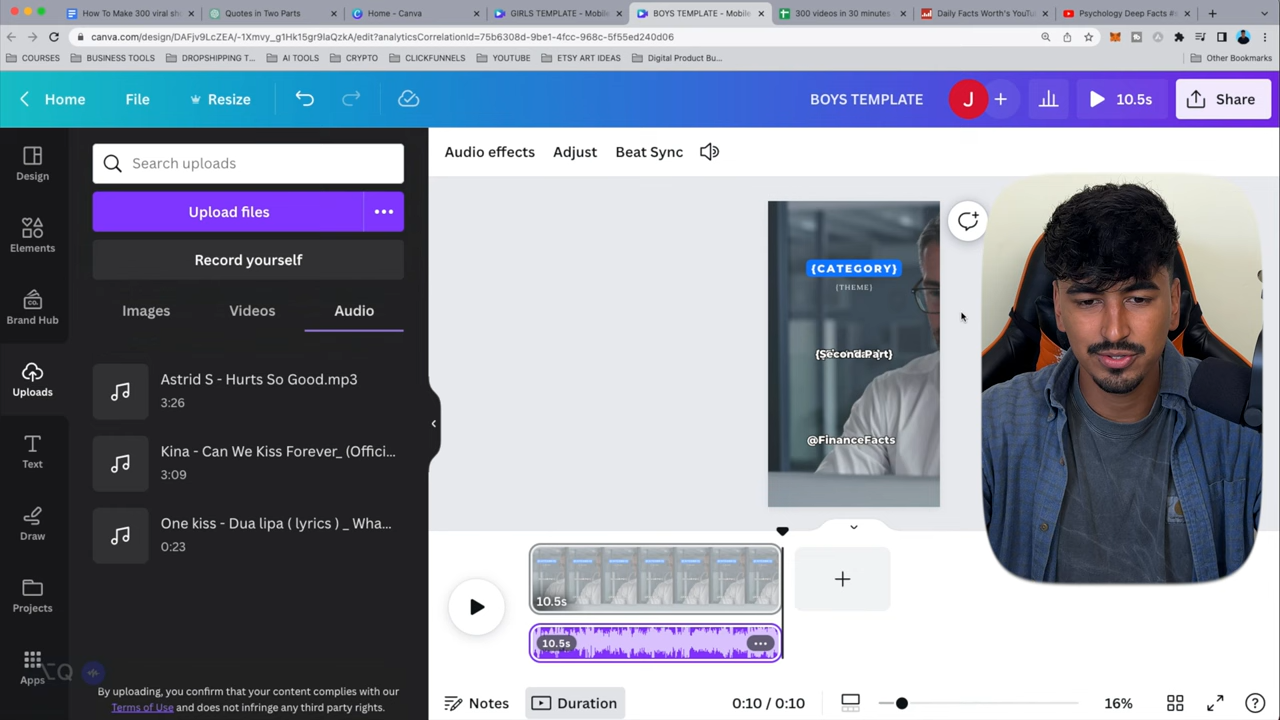 How To Make 300 viral sh
Quotes in Two Parts
Home - Canva
GIRLS TEMPLATE - Mobile
BOYS TEMPLATE - Mobile
300 videos in 30 minutes
Daily Facts Worth's YouTu
Psychology Deep Facts #s
canva.com/design/DAFjv9LcZEA/-1Xmvy_g1Hk15gr9laQzkA/edit?analyticsCorrelationId=75b6308d-9be1-4fcc-968c-5f55ed240d06
COURSES
BUSINESS TOOLS
DROPSHIPPING T...
AI TOOLS
CRYPTO
CLICKFUNNELS
YOUTUBE
ETSY ART IDEAS
Digital Product Bu...
Other Bookmarks
Home
File
Resize
BOYS TEMPLATE
J
10.5s
Share
Design
Elements
CO.
Brand Hub
Uploads
Text
Draw
Projects
Apps
Search uploads
Upload files
Record yourself
Images
Videos
Audio
Astrid S - Hurts So Good.mp3
3:26
Kina - Can We Kiss Forever_ (Offici...
3:09
One kiss - Dua lipa ( lyrics ) _ Wha...
0:23
By uploading, you confirm that your content complies with our
Terms of Use and does not infringe any third party rights.
Audio effects
Adjust
Beat Sync
{CATEGORY}
{THEME}
{Second Part}
@FinanceFacts
10.5s
10.5s
Notes
Duration
0:10 / 0:10
16%